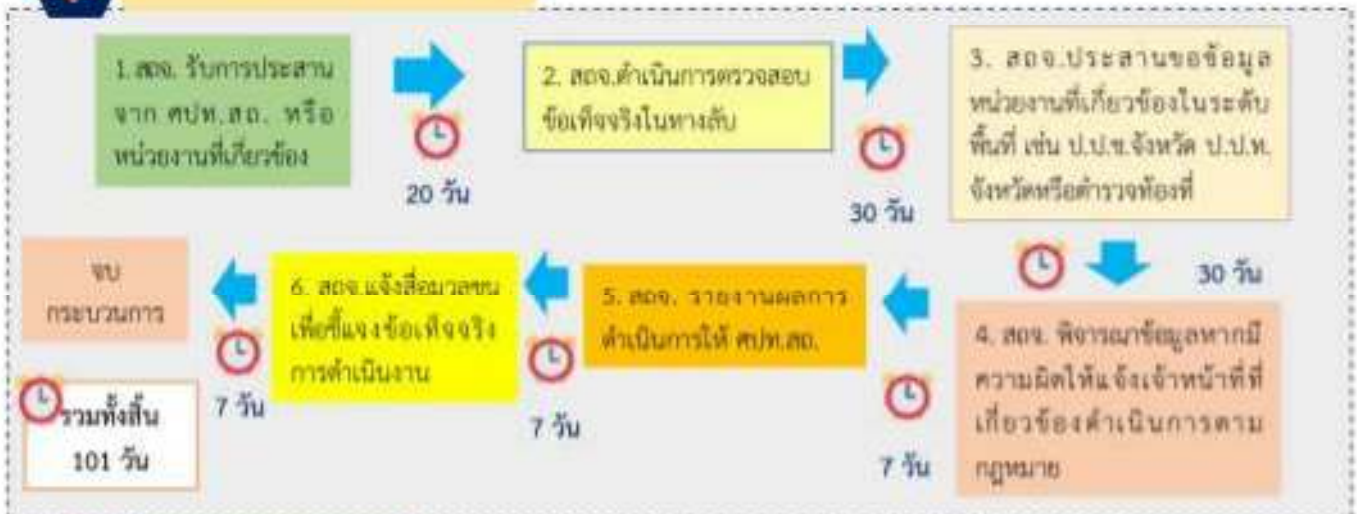 1. สถจ. รับการประสาน
จาก ศปท.สถ. หรือ
หน่วยงานที่เกี่ยวข้อง
20 วัน
2. สถจ.ดำเนินการตรวจสอบ
ข้อเท็จจริงในทางลับ
30 วัน
3. สถจ.ประสานขอข้อมูล
หน่วยงานที่เกี่ยวข้องในระดับ
พื้นที่ เช่น ป.ป.ช.จังหวัด ป.ป.ท.
จังหวัดหรือตำรวจท้องที่
30 วัน
4. สถจ. พิจารณาข้อมูลหากมี
ความผิดให้แจ้งเจ้าหน้าที่ที่
เกี่ยวข้องดำเนินการตาม
กฎหมาย
7 วัน
5. สถจ. รายงานผลการ
ดำเนินการให้ ศปท.สถ.
7 วัน
6. สถจ.แจ้งสื่อมวลชน
เพื่อชี้แจงข้อเท็จจริง
การดำเนินงาน
7 วัน
จบ
กระบวนการ
รวมทั้งสิ้น
101 วัน